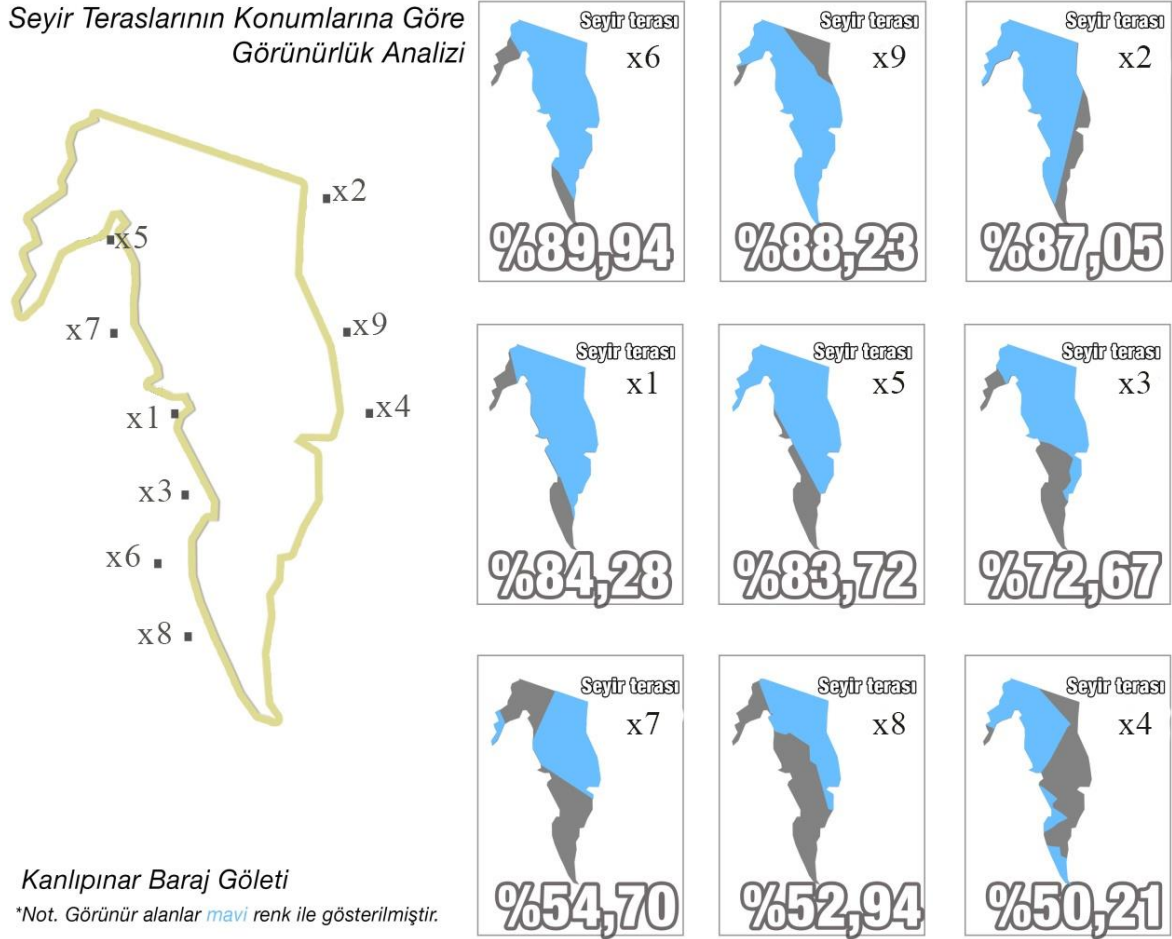 Seyir Teraslarının Konumlarına Göre
Görünürlük Analizi
x2
x5
x7
x9
x1
x4
x3
x6
x8
Kanlıpınar Baraj Göleti
*Not. Görünür alanlar mavi renk ile gösterilmiştir.
Seyir terası
x6
%89,94
Seyir terası
x9
%88,23
Seyir terası
x2
%87,05
Seyir terası
x1
%84,28
Seyir terası
x5
%83,72
Seyir terası
x3
%72,67
Seyir terası
x7
%54,70
Seyir terası
x8
%52,94
Seyir terası
x4
%50,21